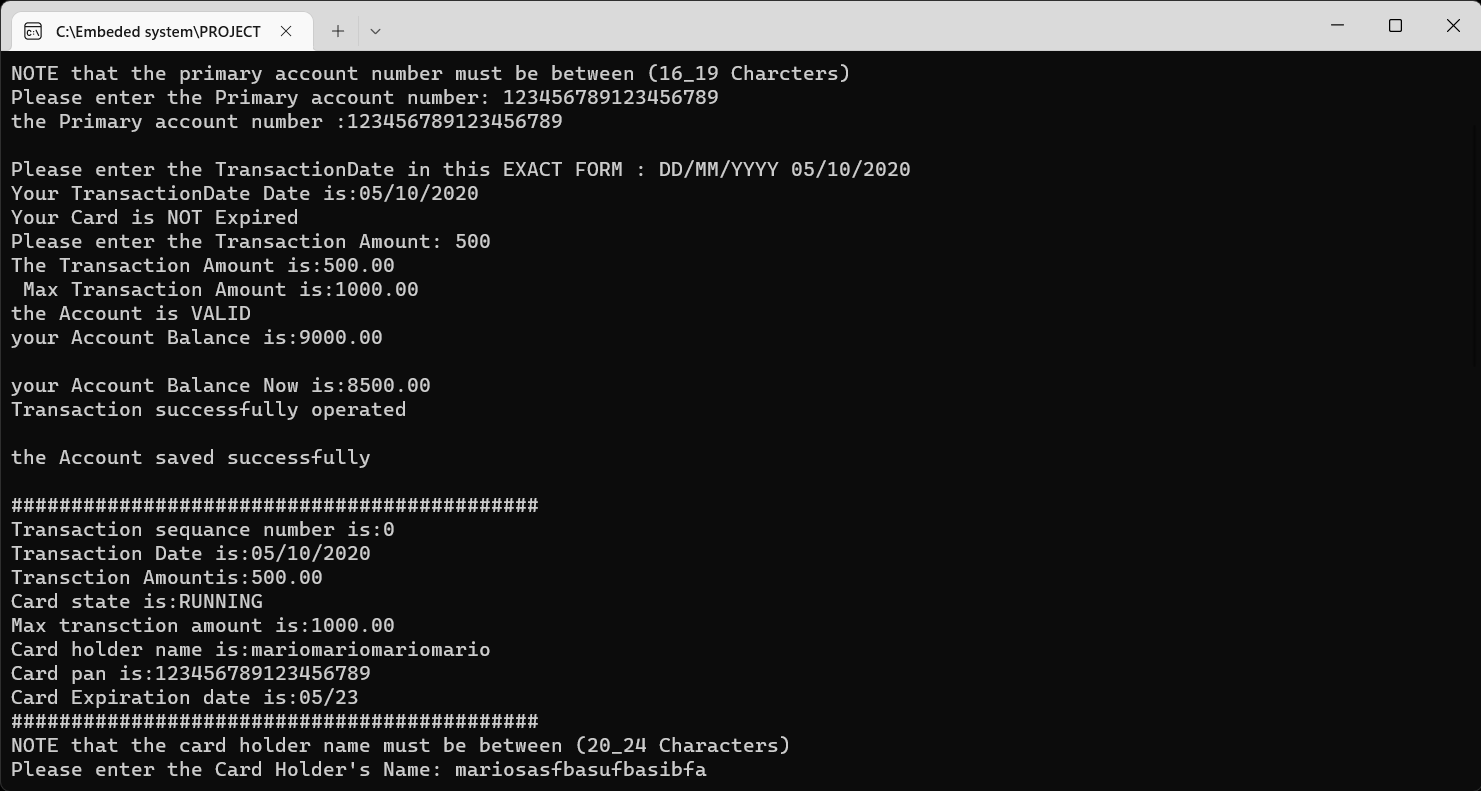 C:\Embeded system\PROJECT
NOTE that the primary account number must be between (16_19 Charcters)
Please enter the Primary account number: 123456789123456789
the Primary account number :123456789123456789
Please enter the TransactionDate in this EXACT FORM : DD/MM/YYYY 05/10/2020
Your TransactionDate Date is:05/10/2020
Your Card is NOT Expired
Please enter the Transaction Amount: 500
The Transaction Amount is:500.00
Max Transaction Amount is:1000.00
the Account is VALID
your Account Balance is:9000.00
your Account Balance Now is:8500.00
Transaction successfully operated
the Account saved successfully
############################################
Transaction sequance number is:0
Transaction Date is:05/10/2020
Transction Amountis:500.00
Card state is:RUNNING
Max transction amount is:1000.00
Card holder name is:mariomariomariomario
Card pan is:123456789123456789
Card Expiration date is:05/23
############################################
NOTE that the card holder name must be between (20_24 Characters)
Please enter the Card Holder's Name: mariosasfbasufbasibfa